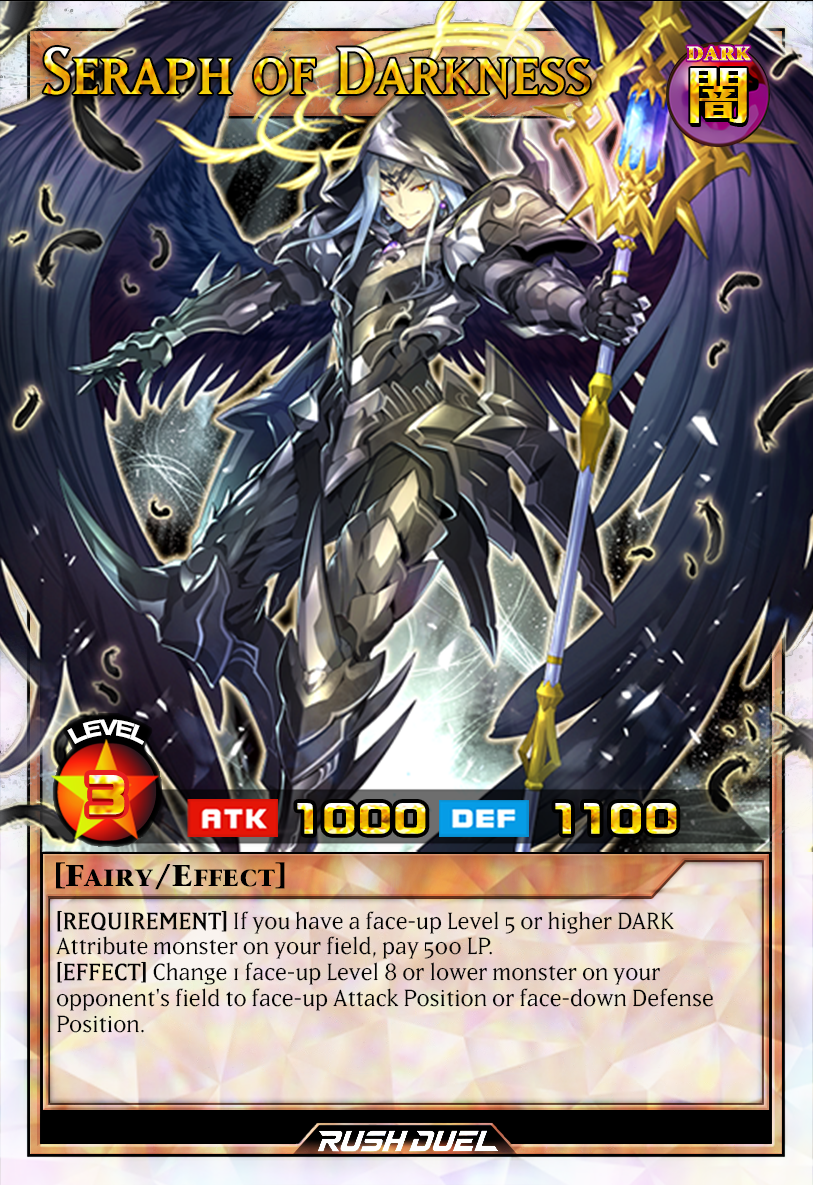 SERAPH OF DARKNESS
DARK
闇
LEVEL
3
ATK 1000 DEF 1100
[FAIRY/EFFECT]
[REQUIREMENT] If you have a face-up Level 5 or higher DARK
Attribute monster on your field, pay 500 LP.
[EFFECT] Change 1 face-up Level 8 or lower monster on your
opponent's field to face-up Attack Position or face-down Defense
Position.
RUSH DUEL